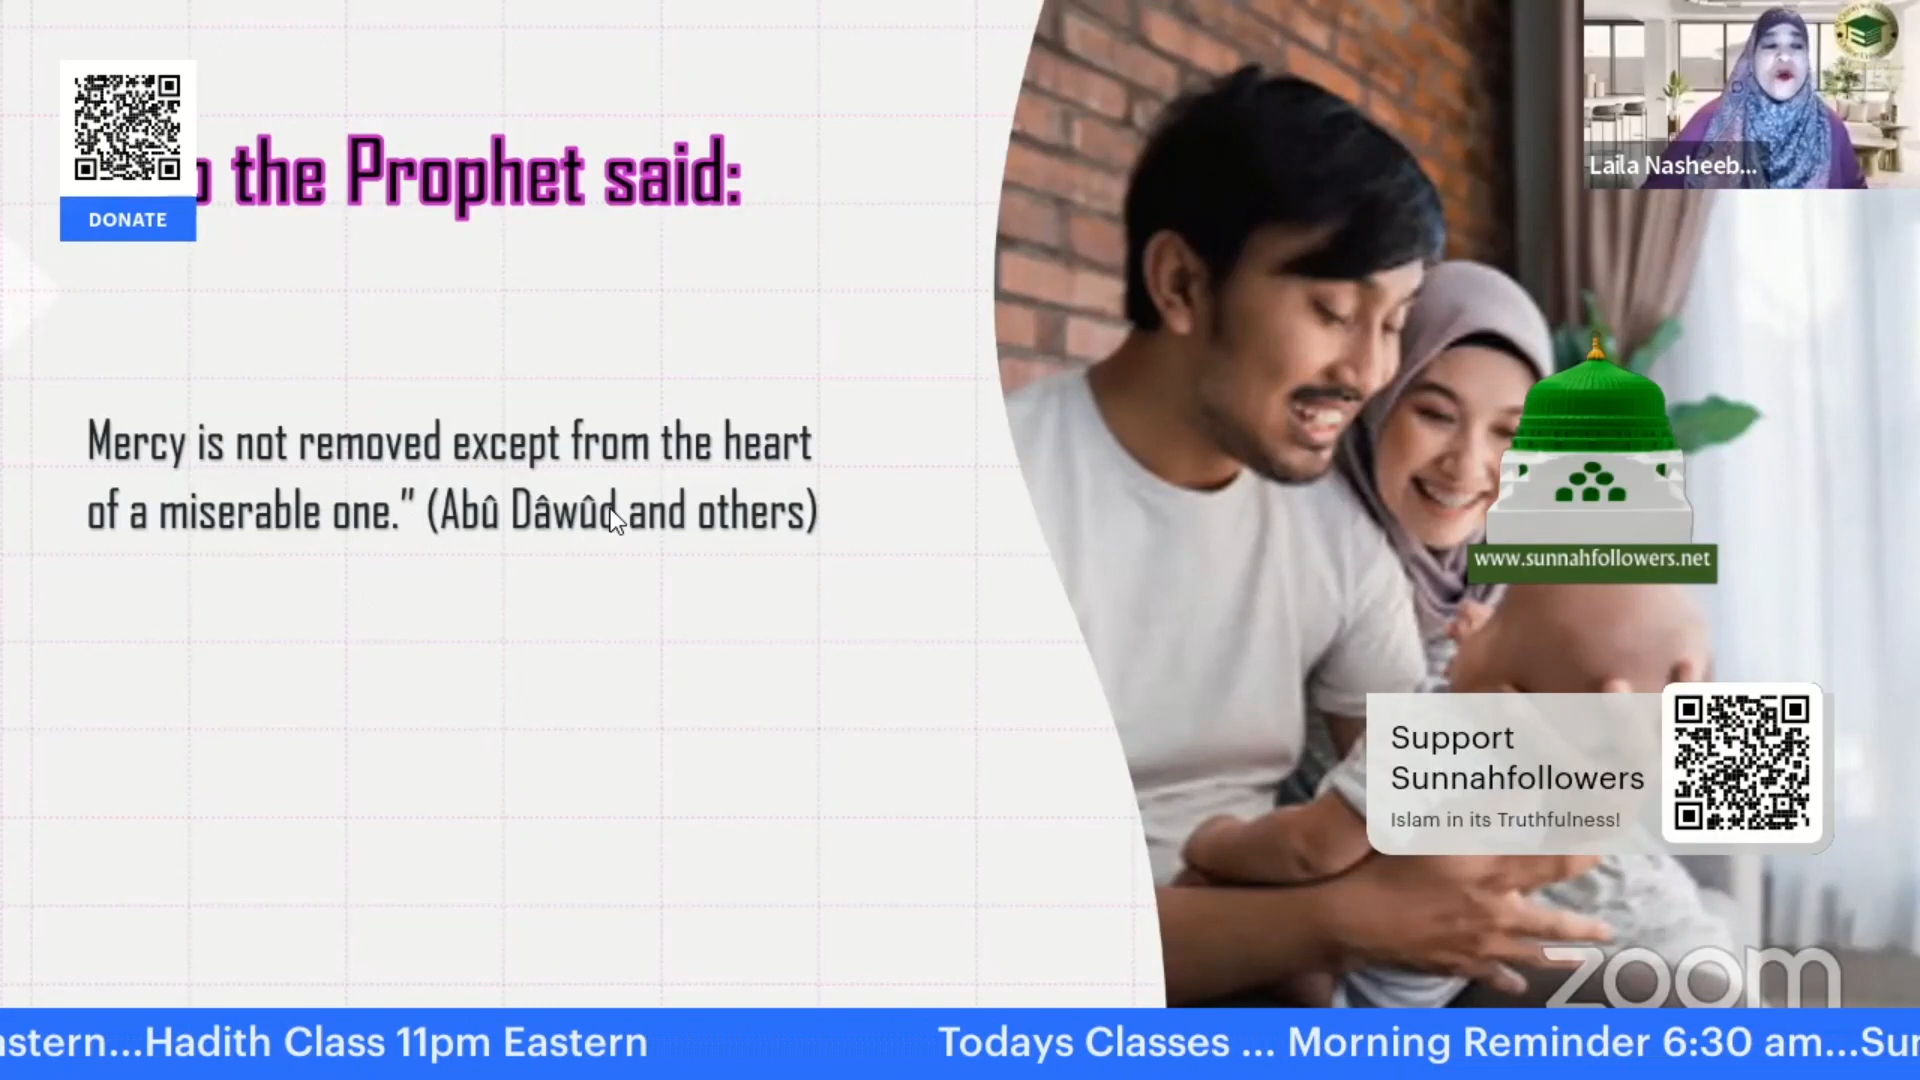 the Prophet said:
DONATE
Mercy is not removed except from the heart
of a miserable one.” (Abû Dâwûd and others)
Laila Nasheeb...
www.sunnahfollowers.net
Support
Sunnahfollowers
Islam in its Truthfulness!
zoom
...Hadith Class 11pm Eastern
Todays Classes ... Morning Reminder 6:30 am...